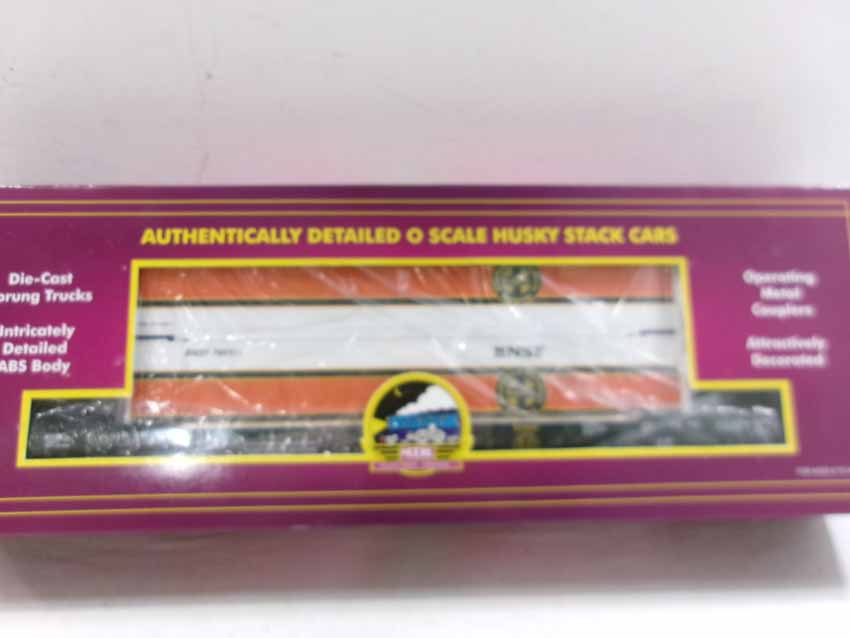 AUTHENTICALLY DETAILED O SCALE HUSKY STACK CARS
Die-Cast
prung Trucks
Intricately
Detailed
ABS Body
Operating
Metal
Couplers
Attractively
Decorated
BNSF